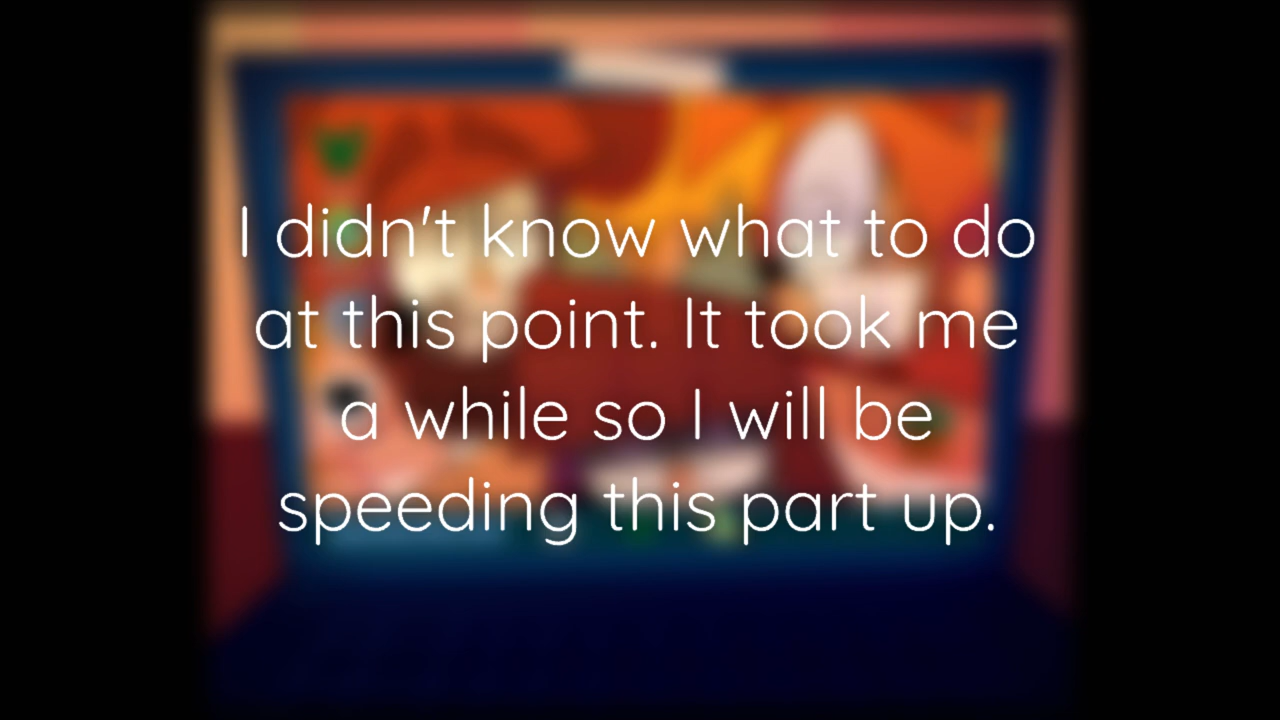 I didn't know what to do
at this point. It took me
a while so I will be
speeding this part up.